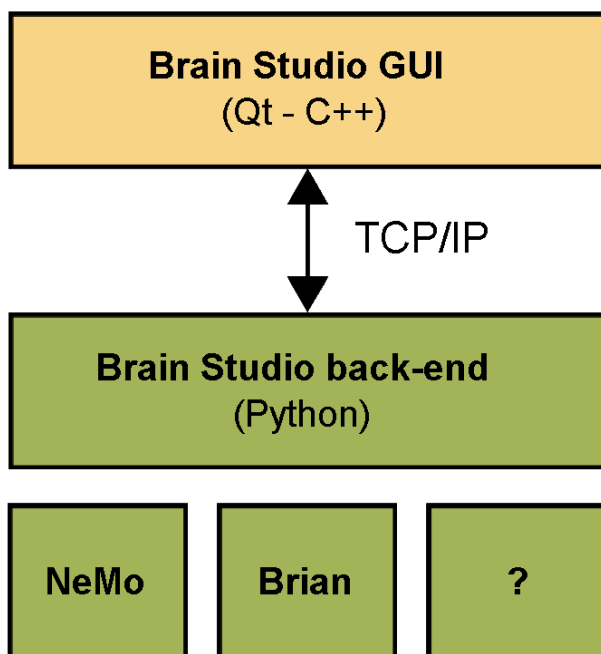 Brain Studio GUI
(Qt - C++)
TCP/IP
Brain Studio back-end
(Python)
NeMo
Brian
?